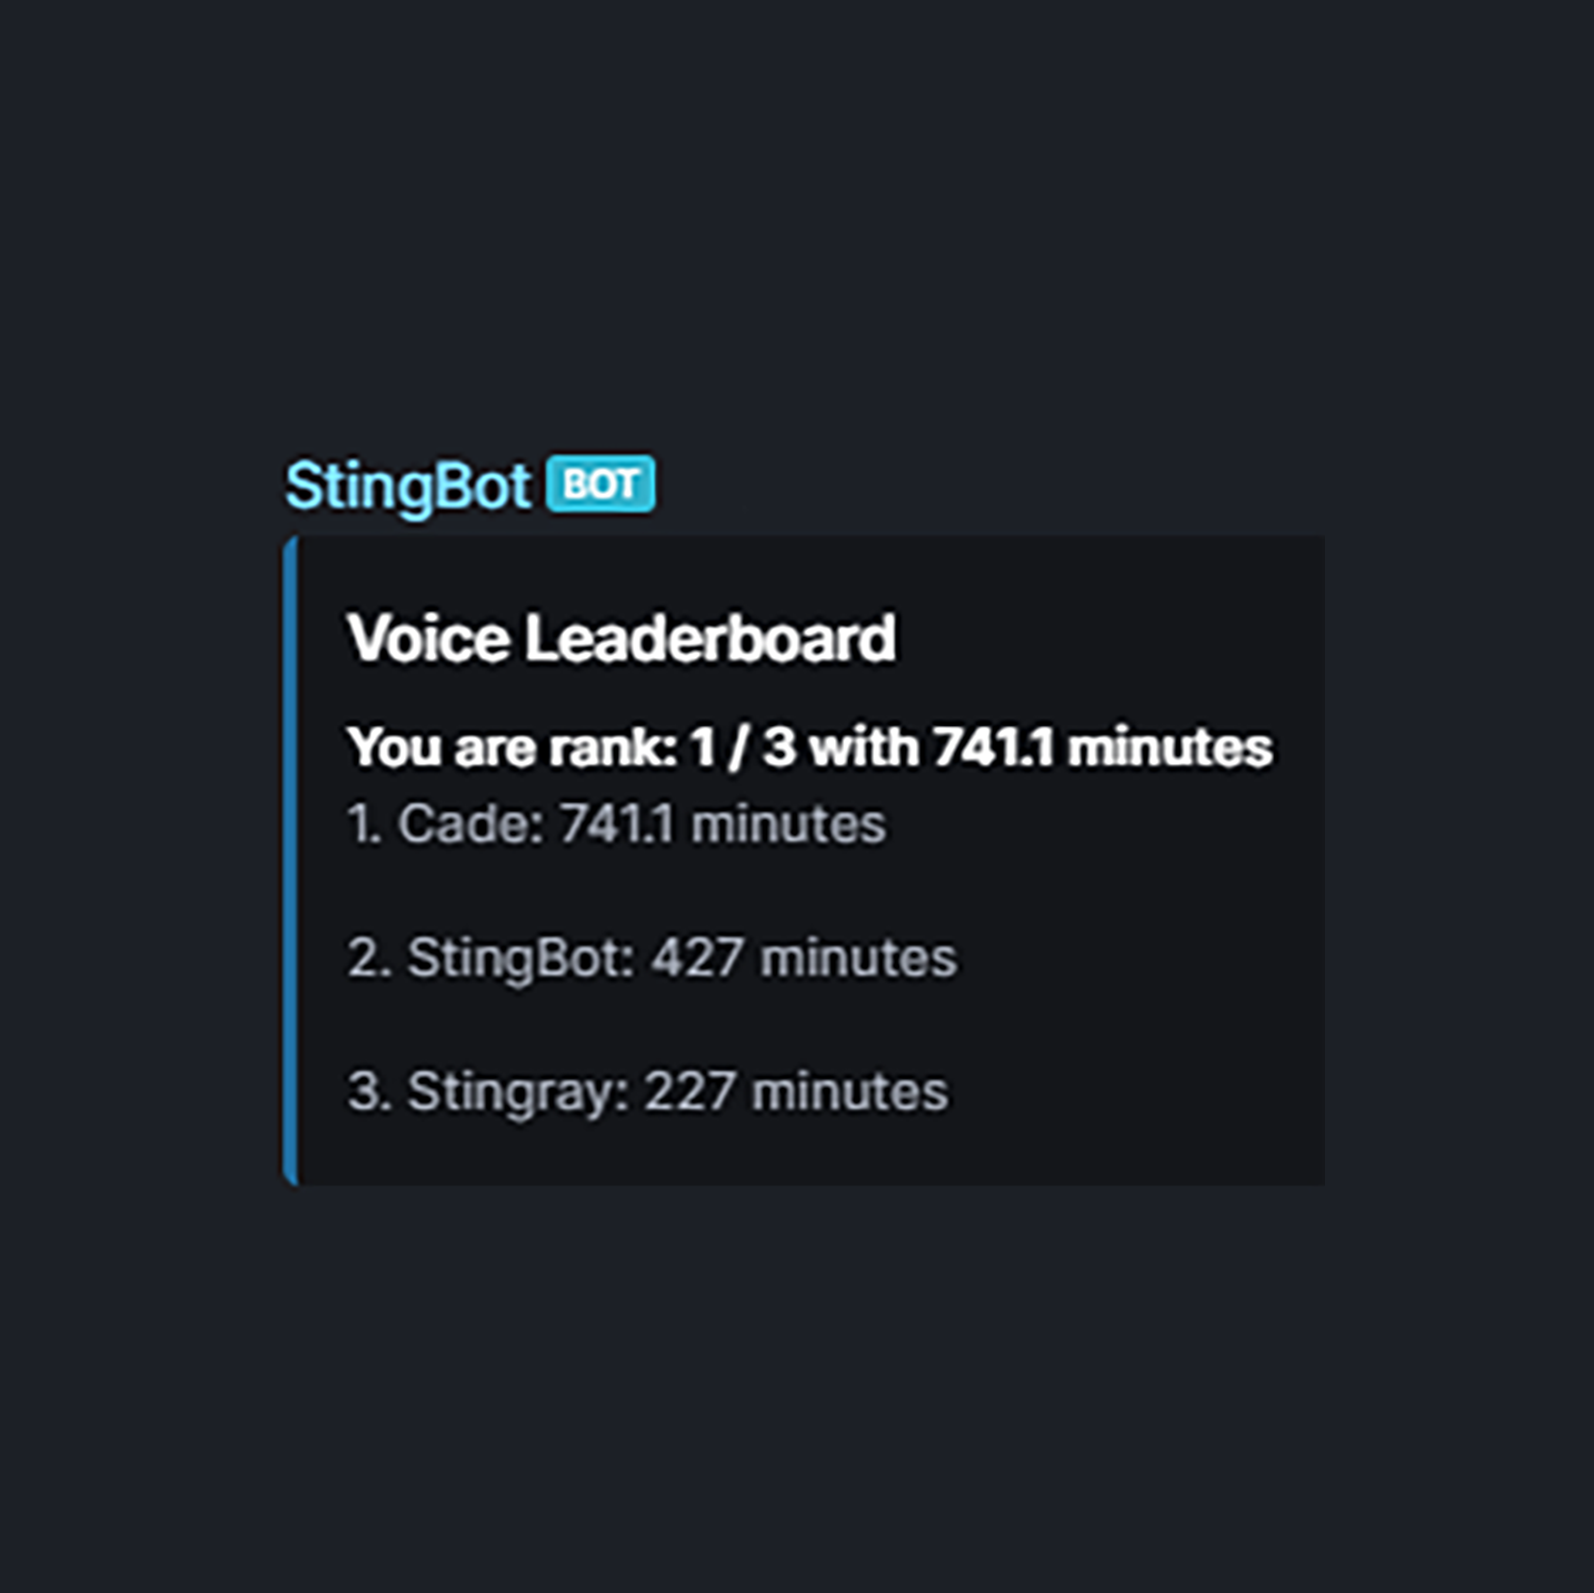 StingBot BOT
Voice Leaderboard
You are rank: 1 / 3 with 741.1 minutes
1. Cade: 741.1 minutes
2. StingBot: 427 minutes
3. Stingray: 227 minutes